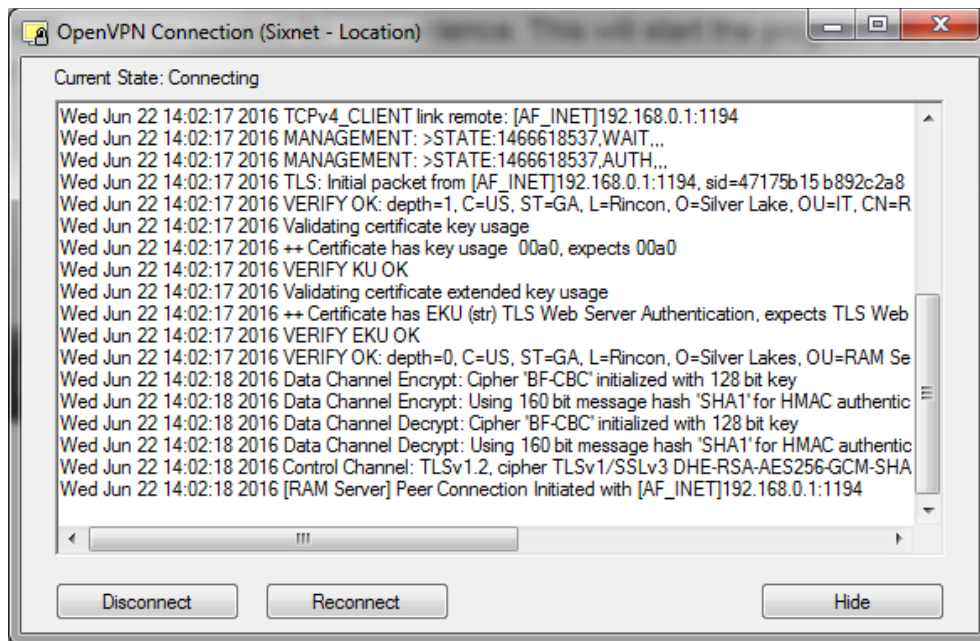 OpenVPN Connection (Sixnet - Location)
ience. This will start the prog
Current State: Connecting
Wed Jun 22 14:02:17 2016 TCPv4_CLIENT link remote: [AF_INET]192.168.0.1:1194
Wed Jun 22 14:02:17 2016 MANAGEMENT: >STATE:1466618537,WAIT,,,
Wed Jun 22 14:02:17 2016 MANAGEMENT: >STATE:1466618537,AUTH,,,
Wed Jun 22 14:02:17 2016 TLS: Initial packet from [AF_INET]192.168.0.1:1194, sid=47175b15 b892c2a8
Wed Jun 22 14:02:17 2016 VERIFY OK: depth=1, C=US, ST=GA, L=Rincon, O=Silver Lake, OU=IT, CN=R
Wed Jun 22 14:02:17 2016 Validating certificate key usage
Wed Jun 22 14:02:17 2016 ++ Certificate has key usage  00a0, expects 00a0
Wed Jun 22 14:02:17 2016 VERIFY KU OK
Wed Jun 22 14:02:17 2016 Validating certificate extended key usage
Wed Jun 22 14:02:17 2016 ++ Certificate has EKU (str) TLS Web Server Authentication, expects TLS Web
Wed Jun 22 14:02:17 2016 VERIFY EKU OK
Wed Jun 22 14:02:17 2016 VERIFY OK: depth=0, C=US, ST=GA, L=Rincon, O=Silver Lakes, OU=RAM Se
Wed Jun 22 14:02:18 2016 Data Channel Encrypt: Cipher 'BF-CBC' initialized with 128 bit key
Wed Jun 22 14:02:18 2016 Data Channel Encrypt: Using 160 bit message hash 'SHA1' for HMAC authentic
Wed Jun 22 14:02:18 2016 Data Channel Decrypt: Cipher 'BF-CBC' initialized with 128 bit key
Wed Jun 22 14:02:18 2016 Data Channel Decrypt: Using 160 bit message hash 'SHA1' for HMAC authentic
Wed Jun 22 14:02:18 2016 Control Channel: TLSv1.2, cipher TLSv1/SSLv3 DHE-RSA-AES256-GCM-SHA
Wed Jun 22 14:02:18 2016 [RAM Server] Peer Connection Initiated with [AF_INET]192.168.0.1:1194
Disconnect
Reconnect
Hide